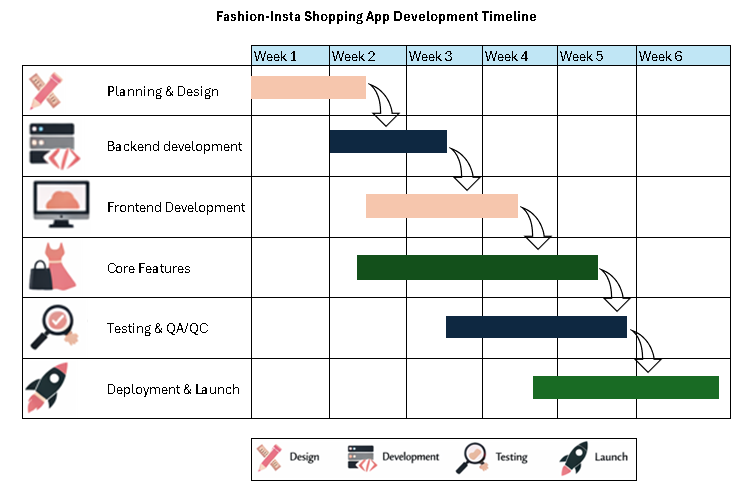 Fashion-Insta Shopping App Development Timeline
Week 1 Week 2 Week 3 Week 4 Week 5 Week 6
Planning & Design
Backend development
Frontend Development
Core Features
Testing & QA/QC
Deployment & Launch
Design Development Testing Launch